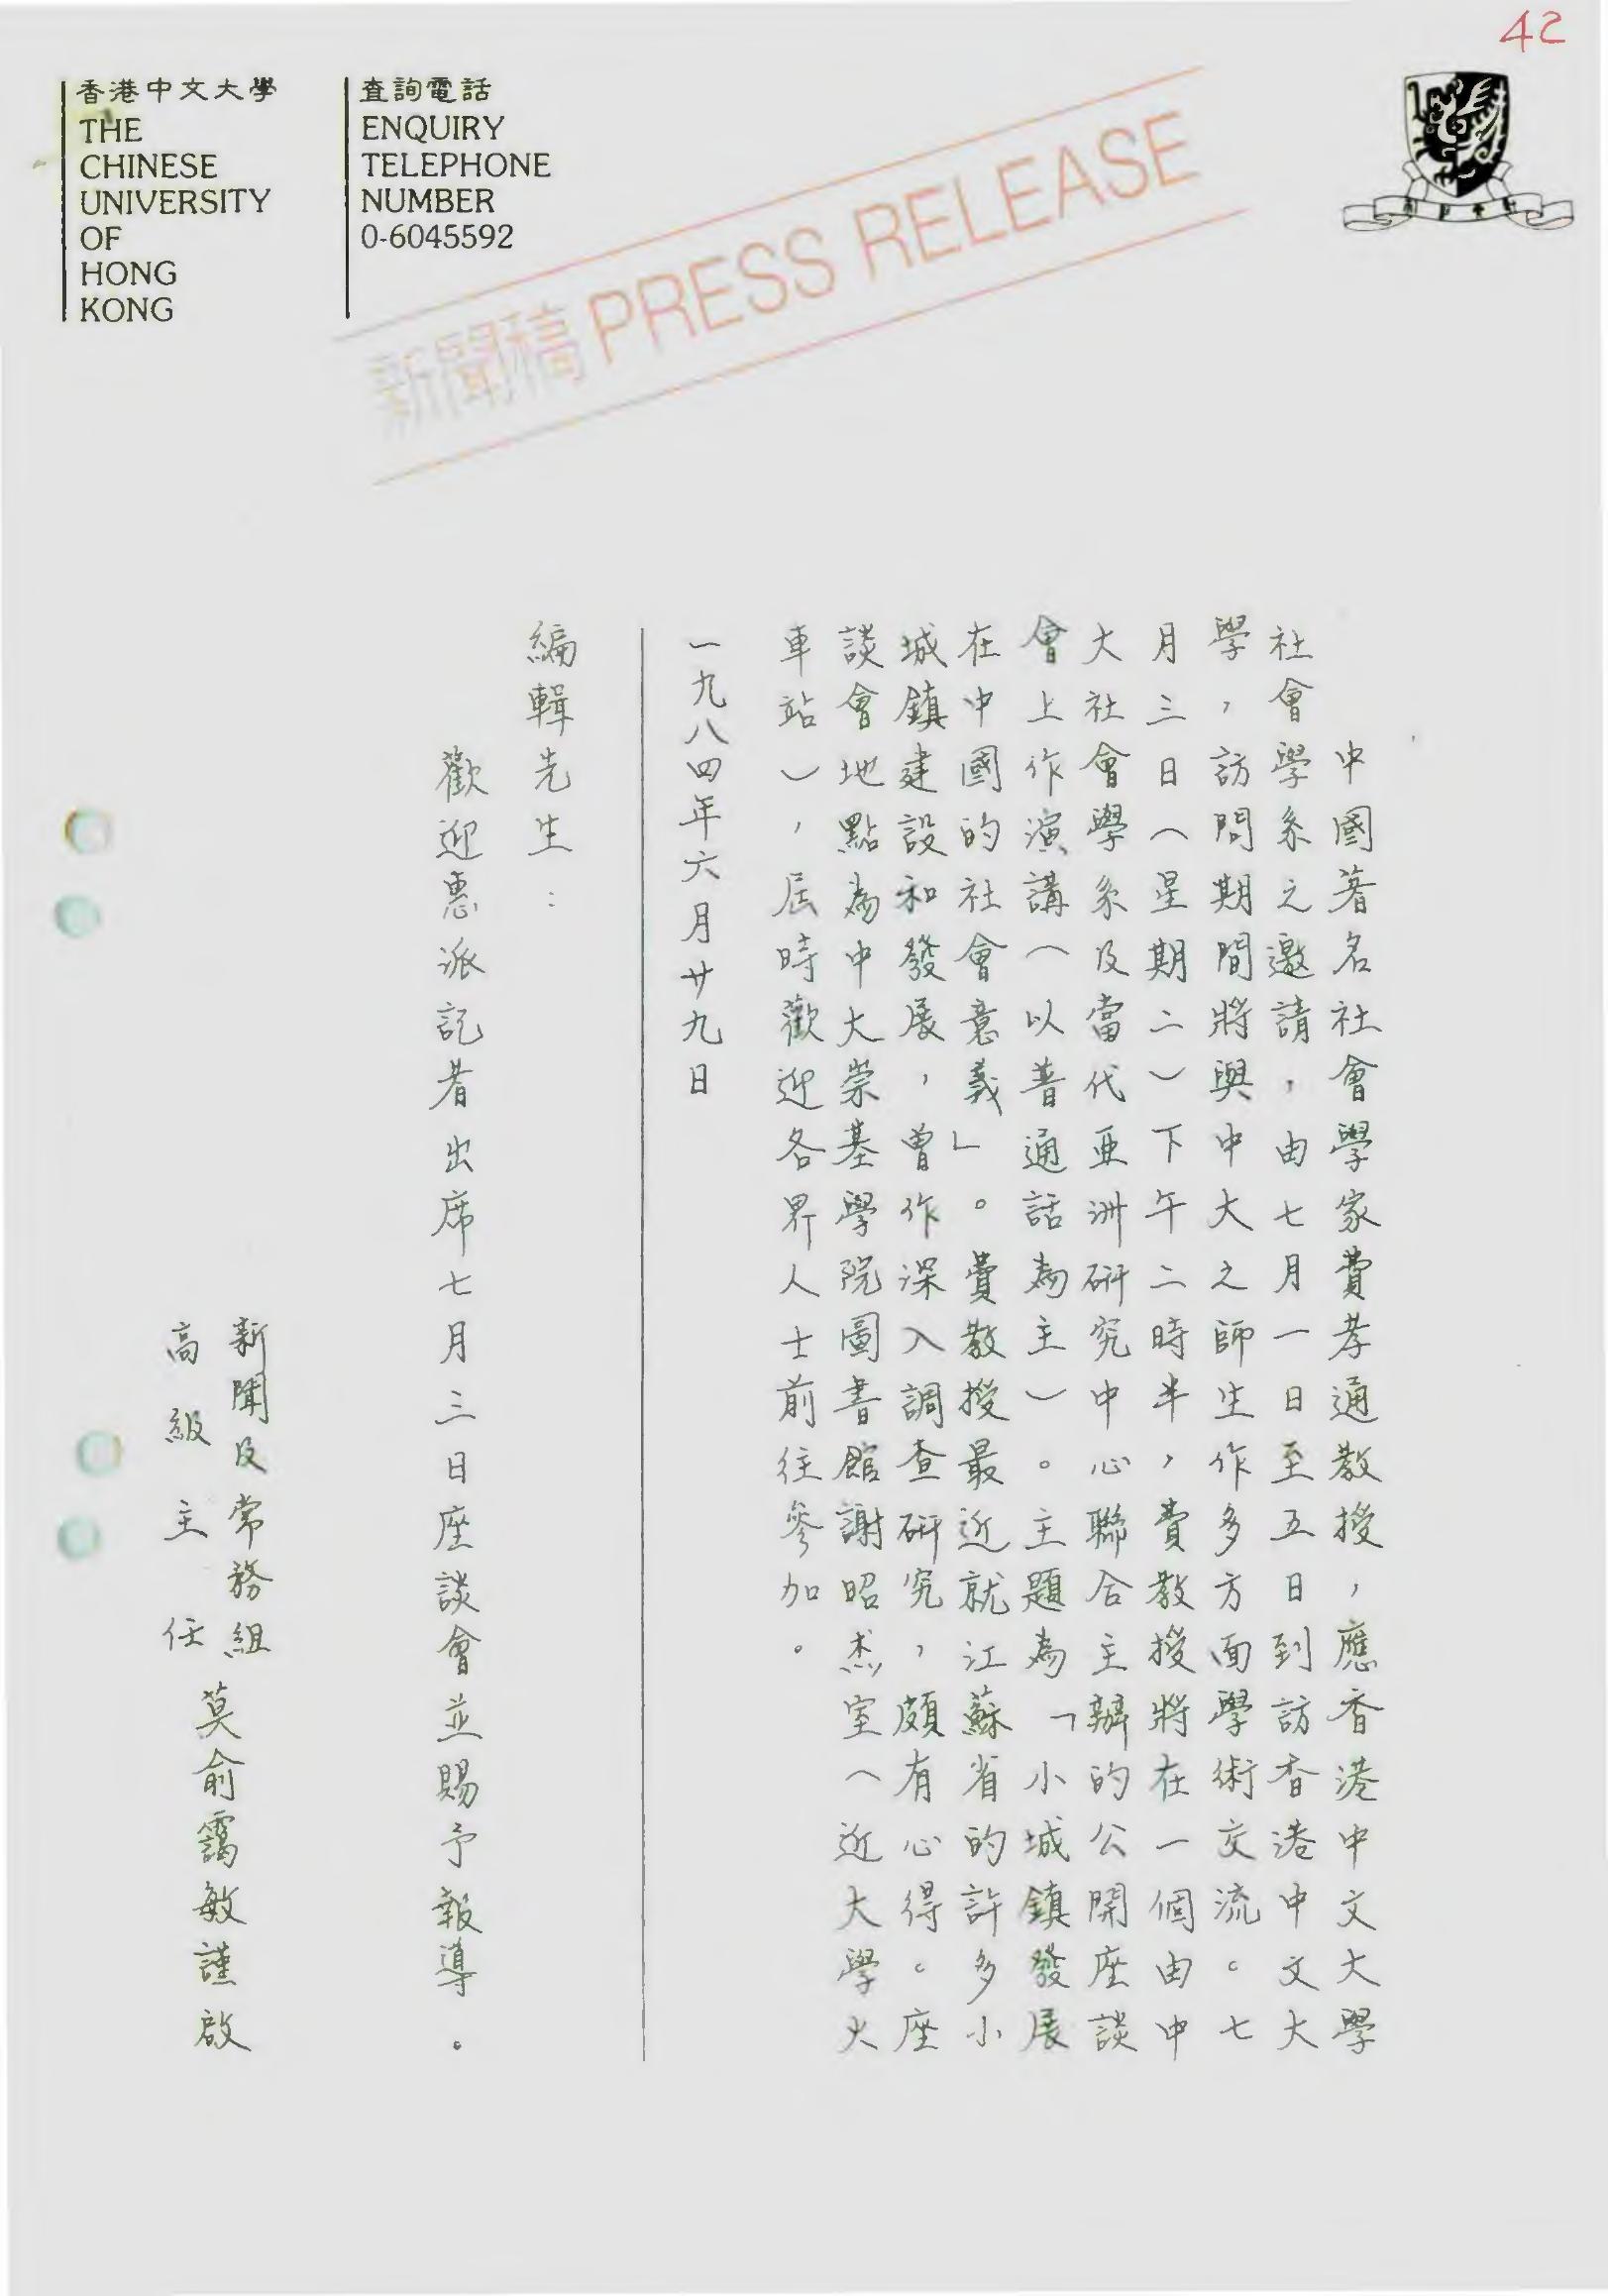 42
香港中文大學
THE
CHINESE
UNIVERSITY
OF
HONG
KONG
查詢電話
ENQUIRY
TELEPHONE
NUMBER
0-6045592
新聞稿 PRESS RELEASE
中國著名社會學家費孝通教授，應香港中文大學
社會學系之邀請，由七月一日至五日到訪香港中文大
學，訪問期間將與中大之師生作多方面學術交流。七
月三日（星期二）下午二時半，費教授將在一個由中
大社會學系及當代亞洲研究中心聯合主辦的公開座談
會上作演講（以普通話為主）。主題為「小城鎮發展
在中國的社會意義」。費教授最近就江蘇省的許多小
城鎮建設和發展，曾作深入調查研究，頗有心得。座
談會地點為中大崇基學院圖書館謝昭杰室（近大學火
車站），屆時歡迎各界人士前往參加。
一九八四年六月廿九日
編輯先生：
歡迎惠派記者出席七月三日座談會並賜予報導。
新聞及常務組
高級主任
莫俞靄敏謹啟